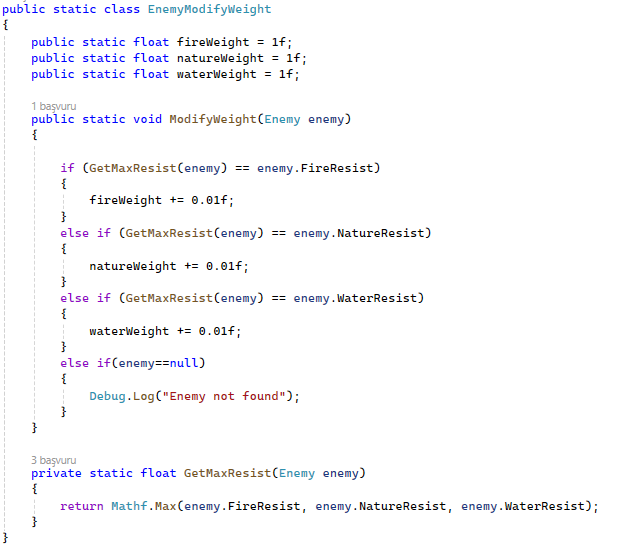 public static class EnemyModifyWeight
{
public static float fireWeight = 1f;
public static float natureWeight = 1f;
public static float waterWeight = 1f;
1 başvuru
public static void ModifyWeight(Enemy enemy)
{
if (GetMaxResist(enemy) == enemy.FireResist)
{
fireWeight += 0.01f;
}
else if (GetMaxResist(enemy) == enemy.NatureResist)
{
natureWeight += 0.01f;
}
else if (GetMaxResist(enemy) == enemy.WaterResist)
{
waterWeight += 0.01f;
}
else if(enemy==null)
{
Debug.Log("Enemy not found");
}
}
3 başvuru
private static float GetMaxResist(Enemy enemy)
{
return Mathf.Max(enemy.FireResist, enemy.NatureResist, enemy.WaterResist);
}
}